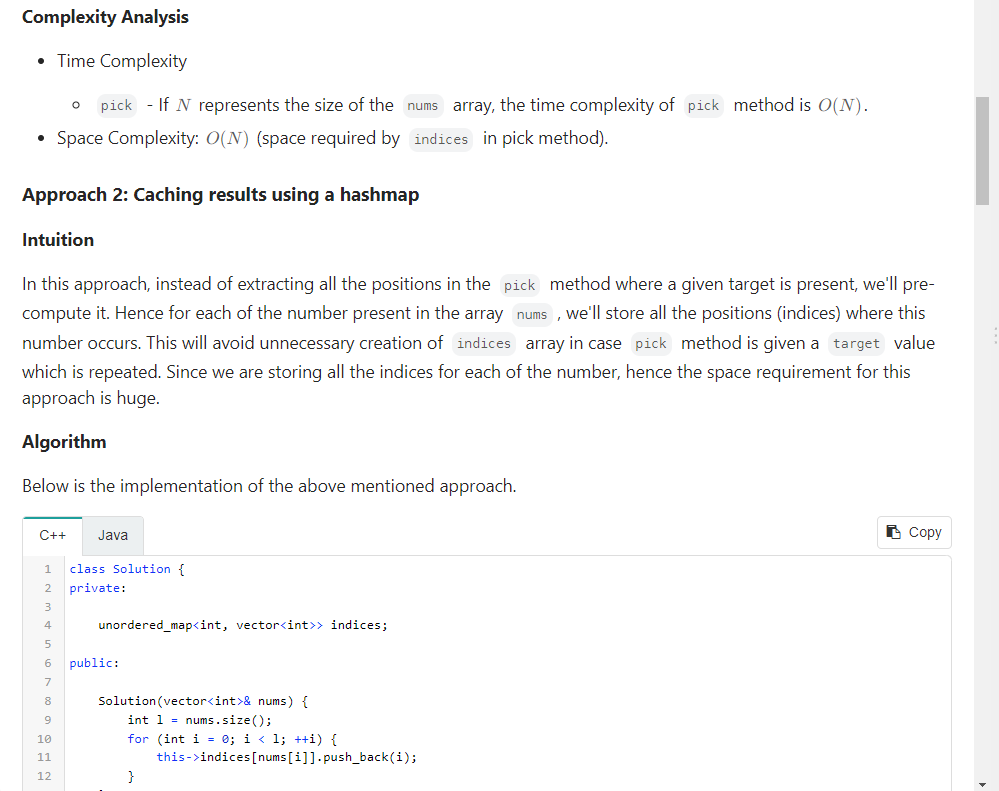 Complexity Analysis
• Time Complexity
○ pick - If N represents the size of the nums array, the time complexity of pick method is O(N).
• Space Complexity: O(N) (space required by indices in pick method).
Approach 2: Caching results using a hashmap
Intuition
In this approach, instead of extracting all the positions in the pick method where a given target is present, we'll pre-
compute it. Hence for each of the number present in the array nums , we'll store all the positions (indices) where this
number occurs. This will avoid unnecessary creation of indices array in case pick method is given a target value
which is repeated. Since we are storing all the indices for each of the number, hence the space requirement for this
approach is huge.
Algorithm
Below is the implementation of the above mentioned approach.
C++ Java Copy
1 class Solution {
2 private:
3
4     unordered_map<int, vector<int>> indices;
5
6 public:
7
8     Solution(vector<int>& nums) {
9         int l = nums.size();
10         for (int i = 0; i < l; ++i) {
11             this->indices[nums[i]].push_back(i);
12         }